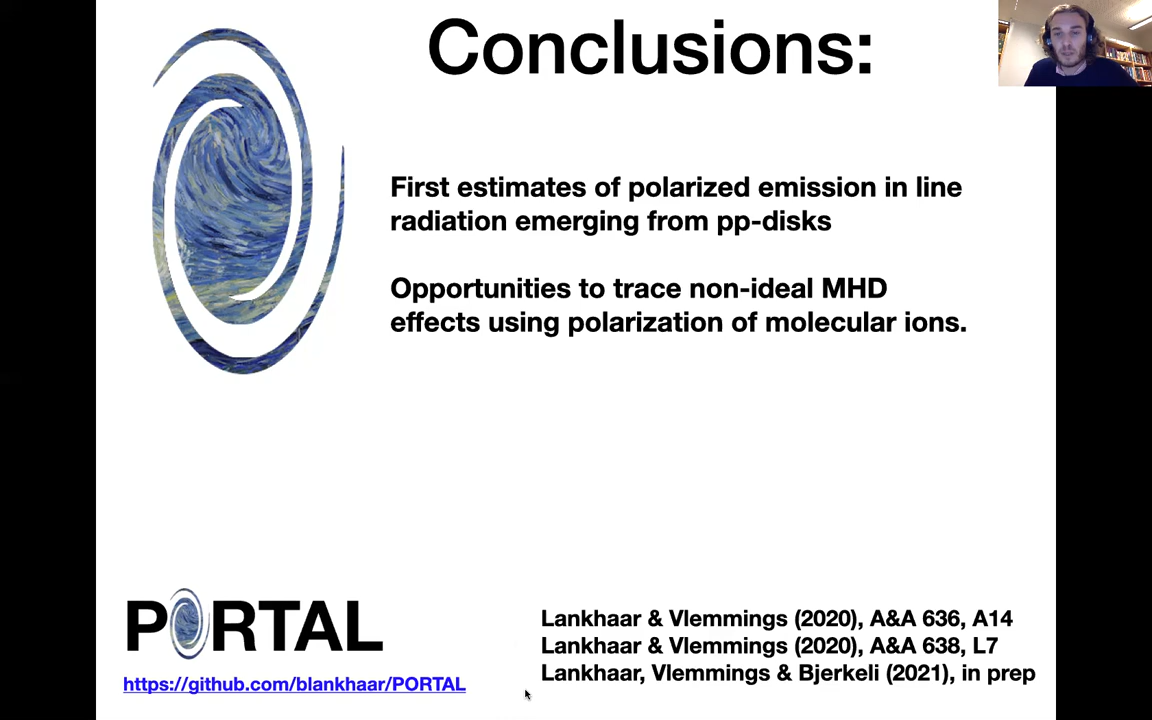 Conclusions:
First estimates of polarized emission in line
radiation emerging from pp-disks
Opportunities to trace non-ideal MHD
effects using polarization of molecular ions.
PORTAL
https://github.com/blankhaar/PORTAL
Lankhaar & Vlemmings (2020), A&A 636, A14
Lankhaar & Vlemmings (2020), A&A 638, L7
Lankhaar, Vlemmings & Bjerkeli (2021), in prep